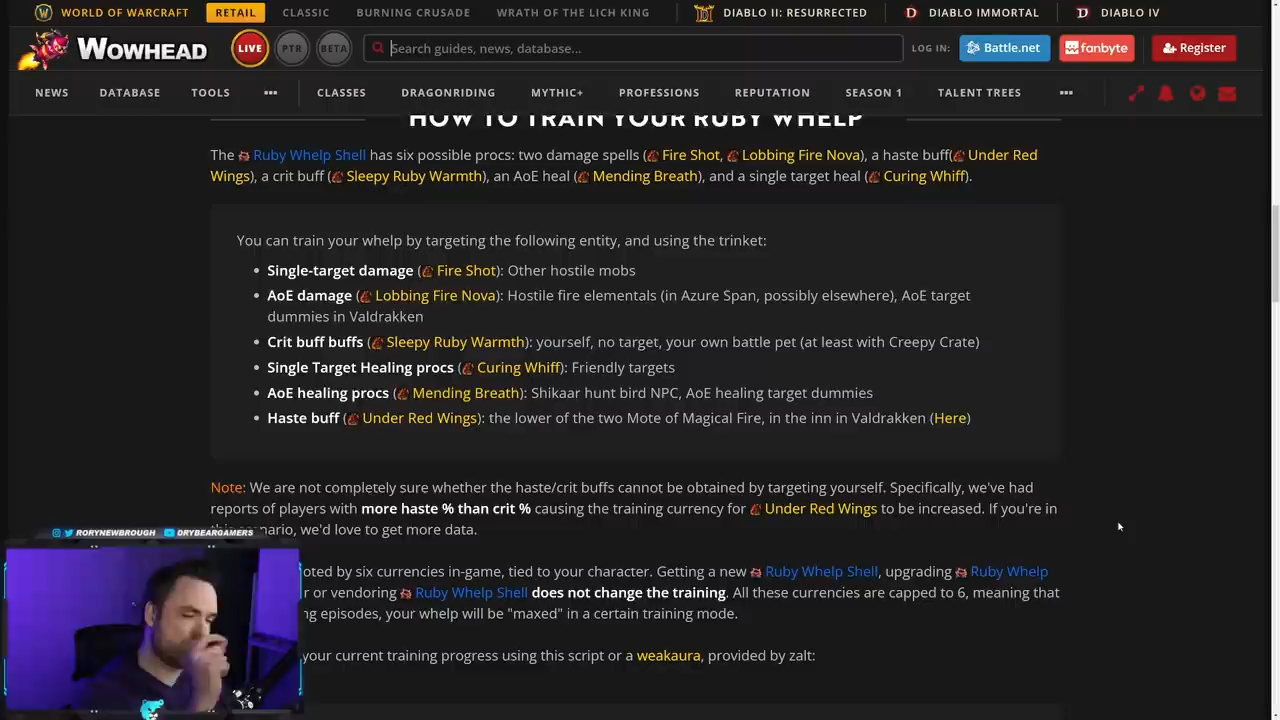 WORLD OF WARCRAFT RETAIL CLASSIC BURNING CRUSADE WRATH OF THE LICH KING DIABLO II: RESURRECTED DIABLO IMMORTAL DIABLO IV
WOWHEAD LIVE PTR BETA Search guides, news, database... LOG IN: Battle.net fanbyte Register
NEWS DATABASE TOOLS ••• CLASSES DRAGONRIDING MYTHIC+ PROFESSIONS REPUTATION SEASON 1 TALENT TREES •••
HOW TO TRAIN YOUR RUBY WHELP
The Ruby Whelp Shell has six possible procs: two damage spells (Fire Shot, Lobbing Fire Nova), a haste buff(Under Red
Wings), a crit buff (Sleepy Ruby Warmth), an AoE heal (Mending Breath), and a single target heal (Curing Whiff).
You can train your whelp by targeting the following entity, and using the trinket:
• Single-target damage (Fire Shot): Other hostile mobs
• AoE damage (Lobbing Fire Nova): Hostile fire elementals (in Azure Span, possibly elsewhere), AoE target
dummies in Valdrakken
• Crit buff buffs (Sleepy Ruby Warmth): yourself, no target, your own battle pet (at least with Creepy Crate)
• Single Target Healing procs (Curing Whiff): Friendly targets
• AoE healing procs (Mending Breath): Shikaar hunt bird NPC, AoE healing target dummies
• Haste buff (Under Red Wings): the lower of the two Mote of Magical Fire, in the inn in Valdrakken (Here)
Note: We are not completely sure whether the haste/crit buffs cannot be obtained by targeting yourself. Specifically, we've had
reports of players with more haste % than crit % causing the training currency for Under Red Wings to be increased. If you're in
this scenario, we'd love to get more data.
RORYNEWBROUGH DRYBEARGAMERS
oted by six currencies in-game, tied to your character. Getting a new Ruby Whelp Shell, upgrading Ruby Whelp
r or vendoring Ruby Whelp Shell does not change the training. All these currencies are capped to 6, meaning that
ng episodes, your whelp will be "maxed" in a certain training mode.
your current training progress using this script or a weakaura, provided by zalt: